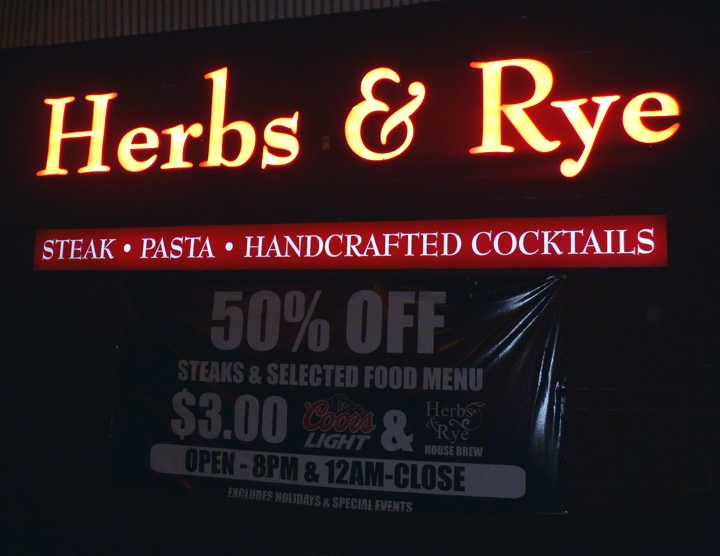 Herbs & Rye
STEAK • PASTA • HANDCRAFTED COCKTAILS
50% OFF
STEAKS & SELECTED FOOD MENU
$3.00 Coors LIGHT & Herbs & Rye HOUSE BREW
OPEN - 8PM & 12AM-CLOSE
EXCLUDES HOLIDAYS & SPECIAL EVENTS